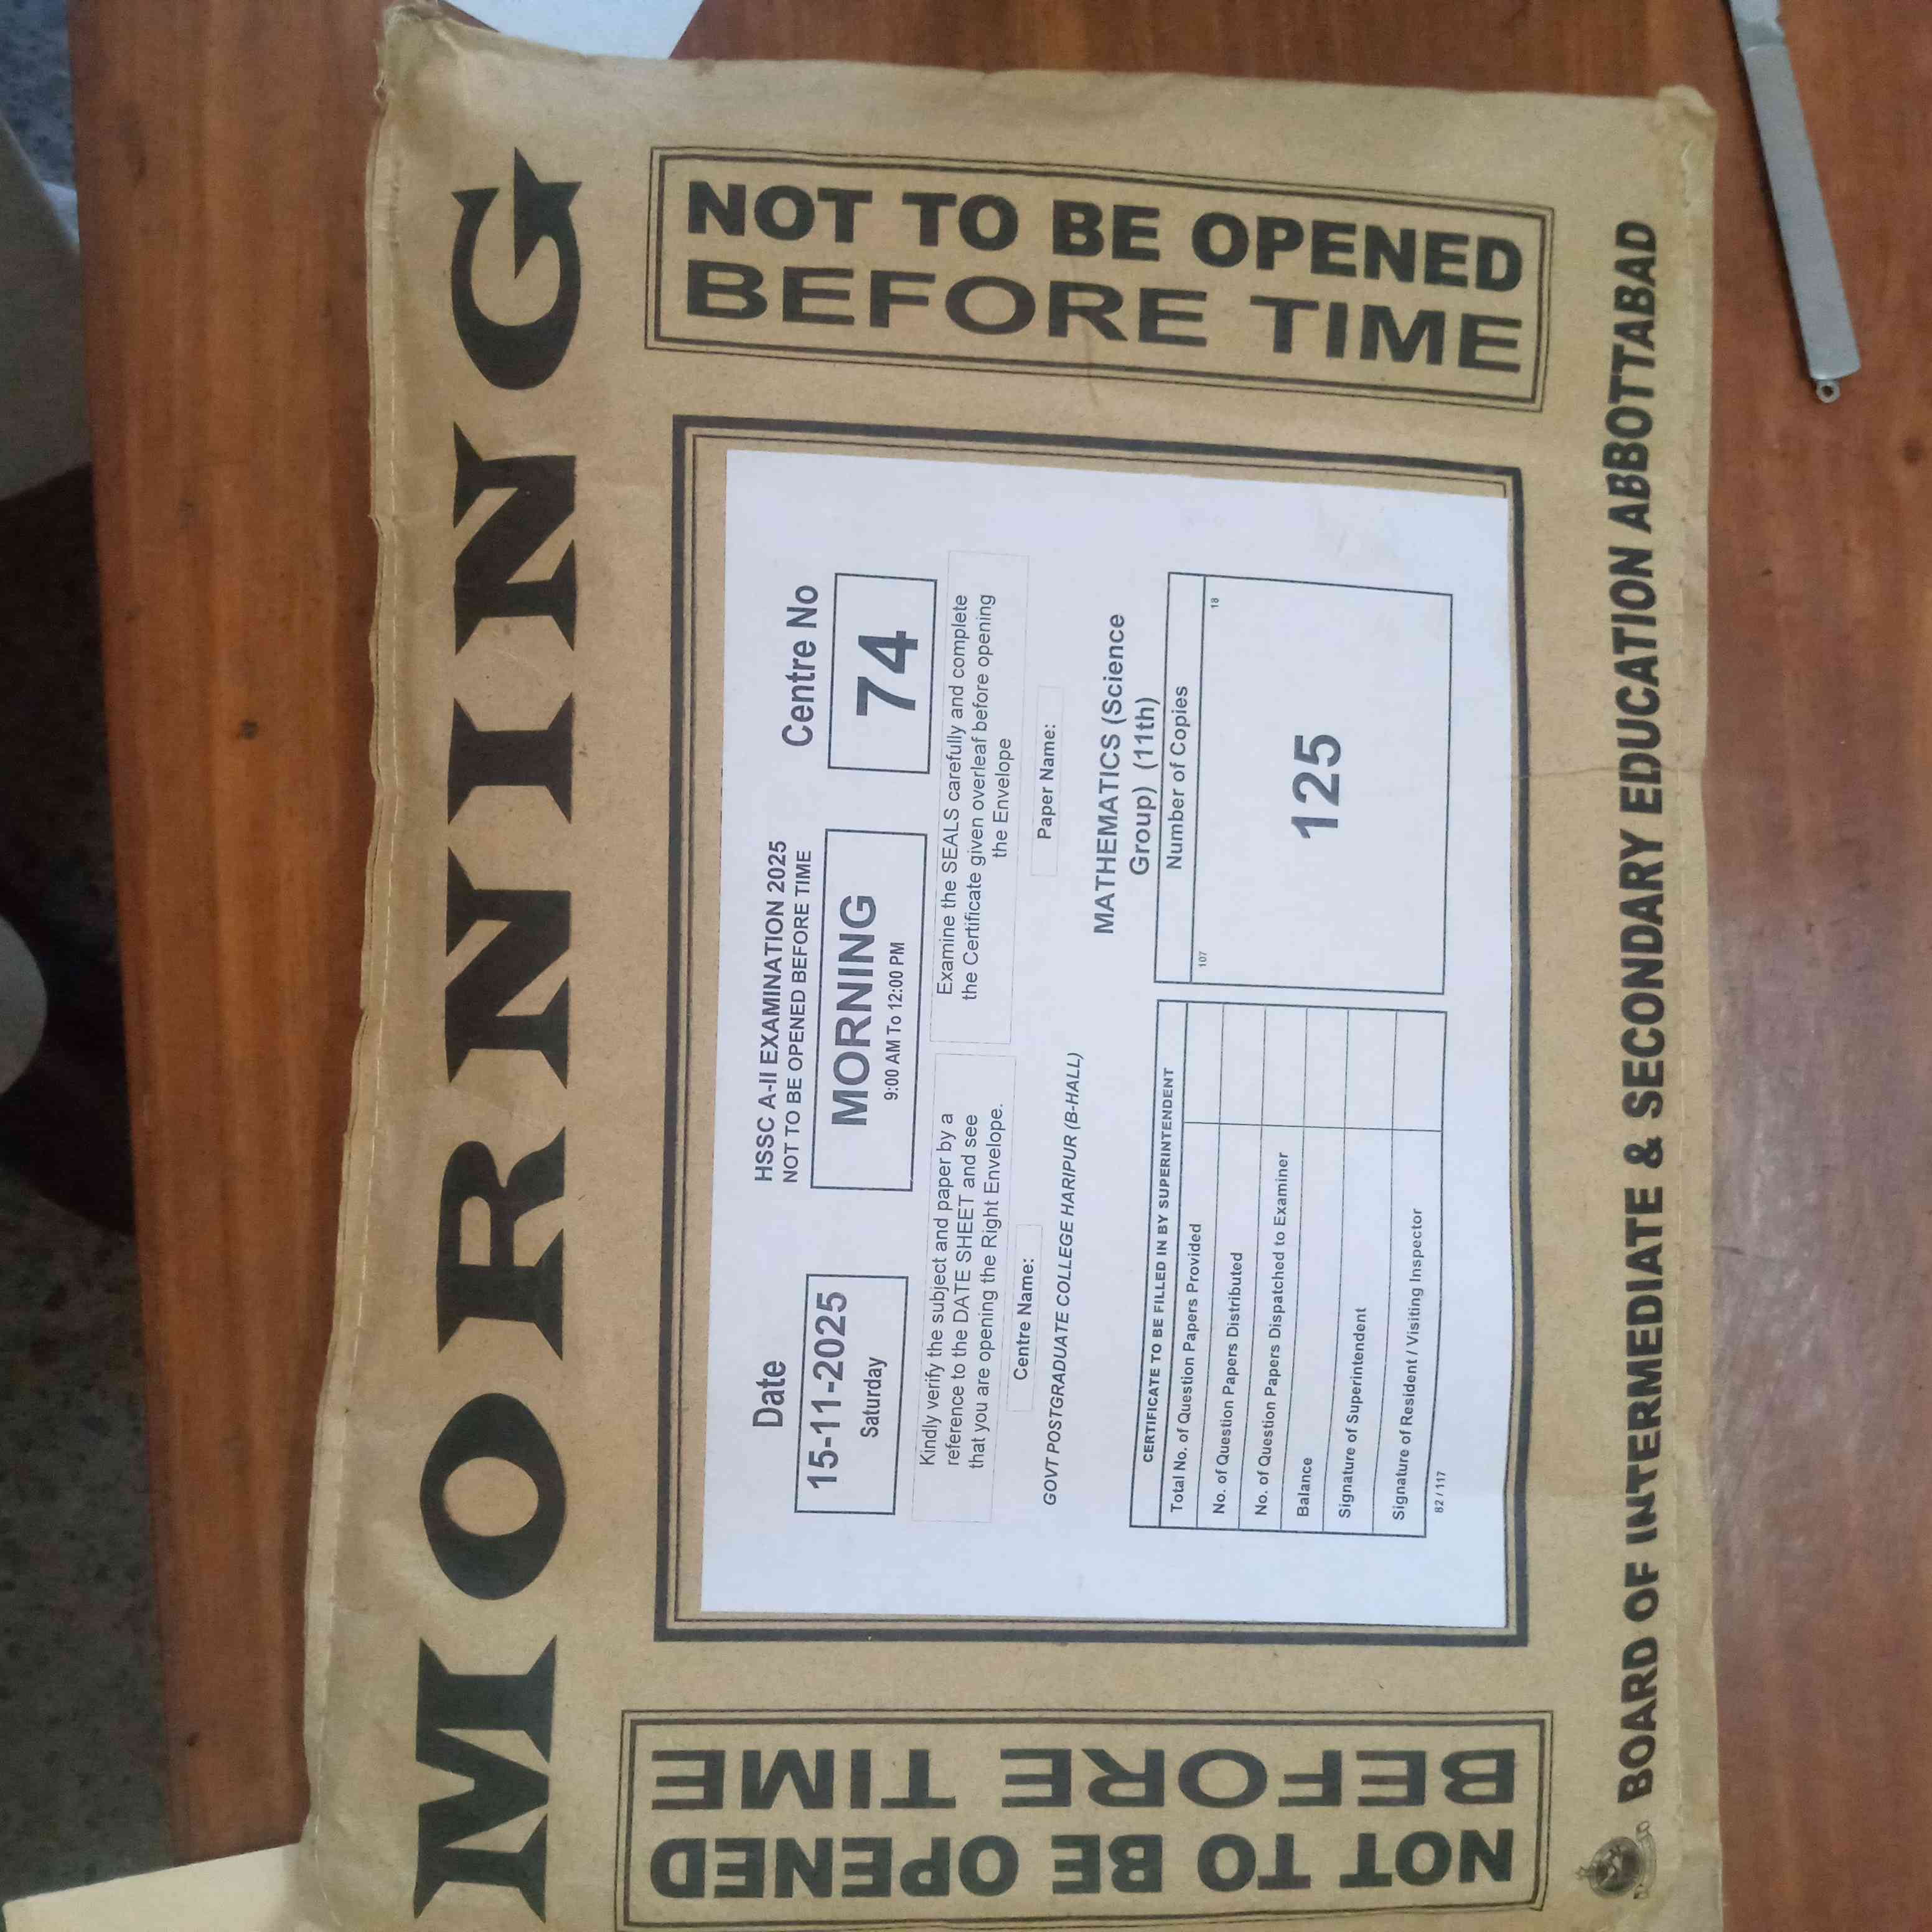 MORNING
NOT TO BE OPENED
BEFORE TIME
Date
15-11-2025
Saturday
HSSC A-II EXAMINATION 2025
NOT TO BE OPENED BEFORE TIME
MORNING
9:00 AM To 12:00 PM
Centre No
74
Kindly verify the subject and paper by a
reference to the DATE SHEET and see
that you are opening the Right Envelope.
Examine the SEALS carefully and complete
the Certificate given overleaf before opening
the Envelope
Centre Name:
GOVT POSTGRADUATE COLLEGE HARIPUR (B-HALL)
Paper Name:
MATHEMATICS (Science
Group) (11th)
CERTIFICATE TO BE FILLED IN BY SUPERINTENDENT
Total No. of Question Papers Provided
No. of Question Papers Distributed
No. of Question Papers Dispatched to Examiner
Balance
Signature of Superintendent
Signature of Resident / Visiting Inspector
82 / 117
Number of Copies
107
18
125
NOT TO BE OPENED
BEFORE TIME
BOARD OF INTERMEDIATE & SECONDARY EDUCATION ABBOTTABAD